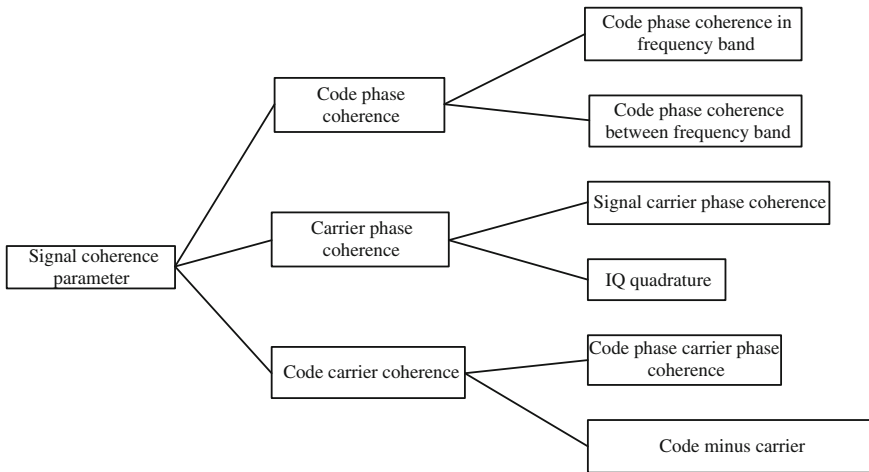 Signal coherence
parameter
Code phase
coherence
Code phase coherence in
frequency band
Code phase coherence
between frequency band
Carrier phase
coherence
Signal carrier phase coherence
IQ quadrature
Code carrier coherence
Code phase carrier phase
coherence
Code minus carrier